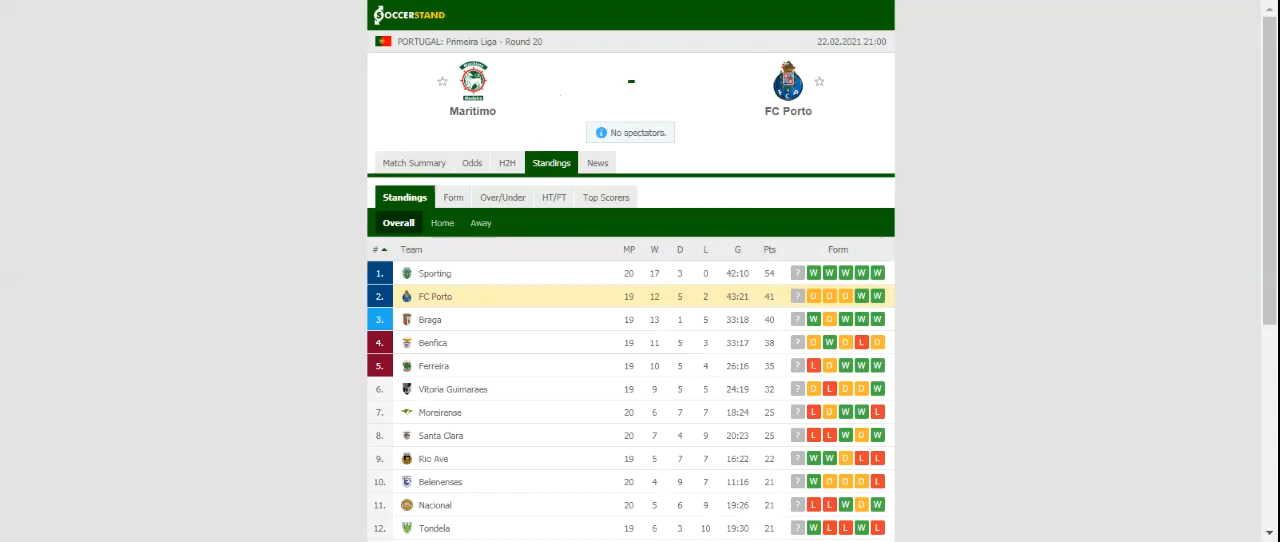 SOCCERSTAND
PORTUGAL: Primeira Liga - Round 20 22.02.2021 21:00
-
Maritimo FC Porto
No spectators.
Match Summary Odds H2H Standings News
Standings Form Over/Under HT/FT Top Scorers
Overall Home Away
# Team MP W D L G Pts Form
1. Sporting 20 17 3 0 42:10 54 ? W W W W W
2. FC Porto 19 12 5 2 43:21 41 ? D D D W W
3. Braga 19 13 1 5 33:18 40 ? W D W W W
4. Benfica 19 11 5 3 33:17 38 ? D W D L D
5. Ferreira 19 10 5 4 26:16 35 ? L D W W W
6. Vitoria Guimaraes 19 9 5 5 24:19 32 ? D L D D W
7. Moreirense 20 6 7 7 18:24 25 ? L D W W L
8. Santa Clara 20 7 4 9 20:23 25 ? L L W D W
9. Rio Ave 19 5 7 7 16:22 22 ? W W D L L
10. Belenenses 20 4 9 7 11:16 21 ? W D D D L
11. Nacional 20 5 6 9 19:26 21 ? L L W D W
12. Tondela 19 6 3 10 19:30 21 ? W L L W L